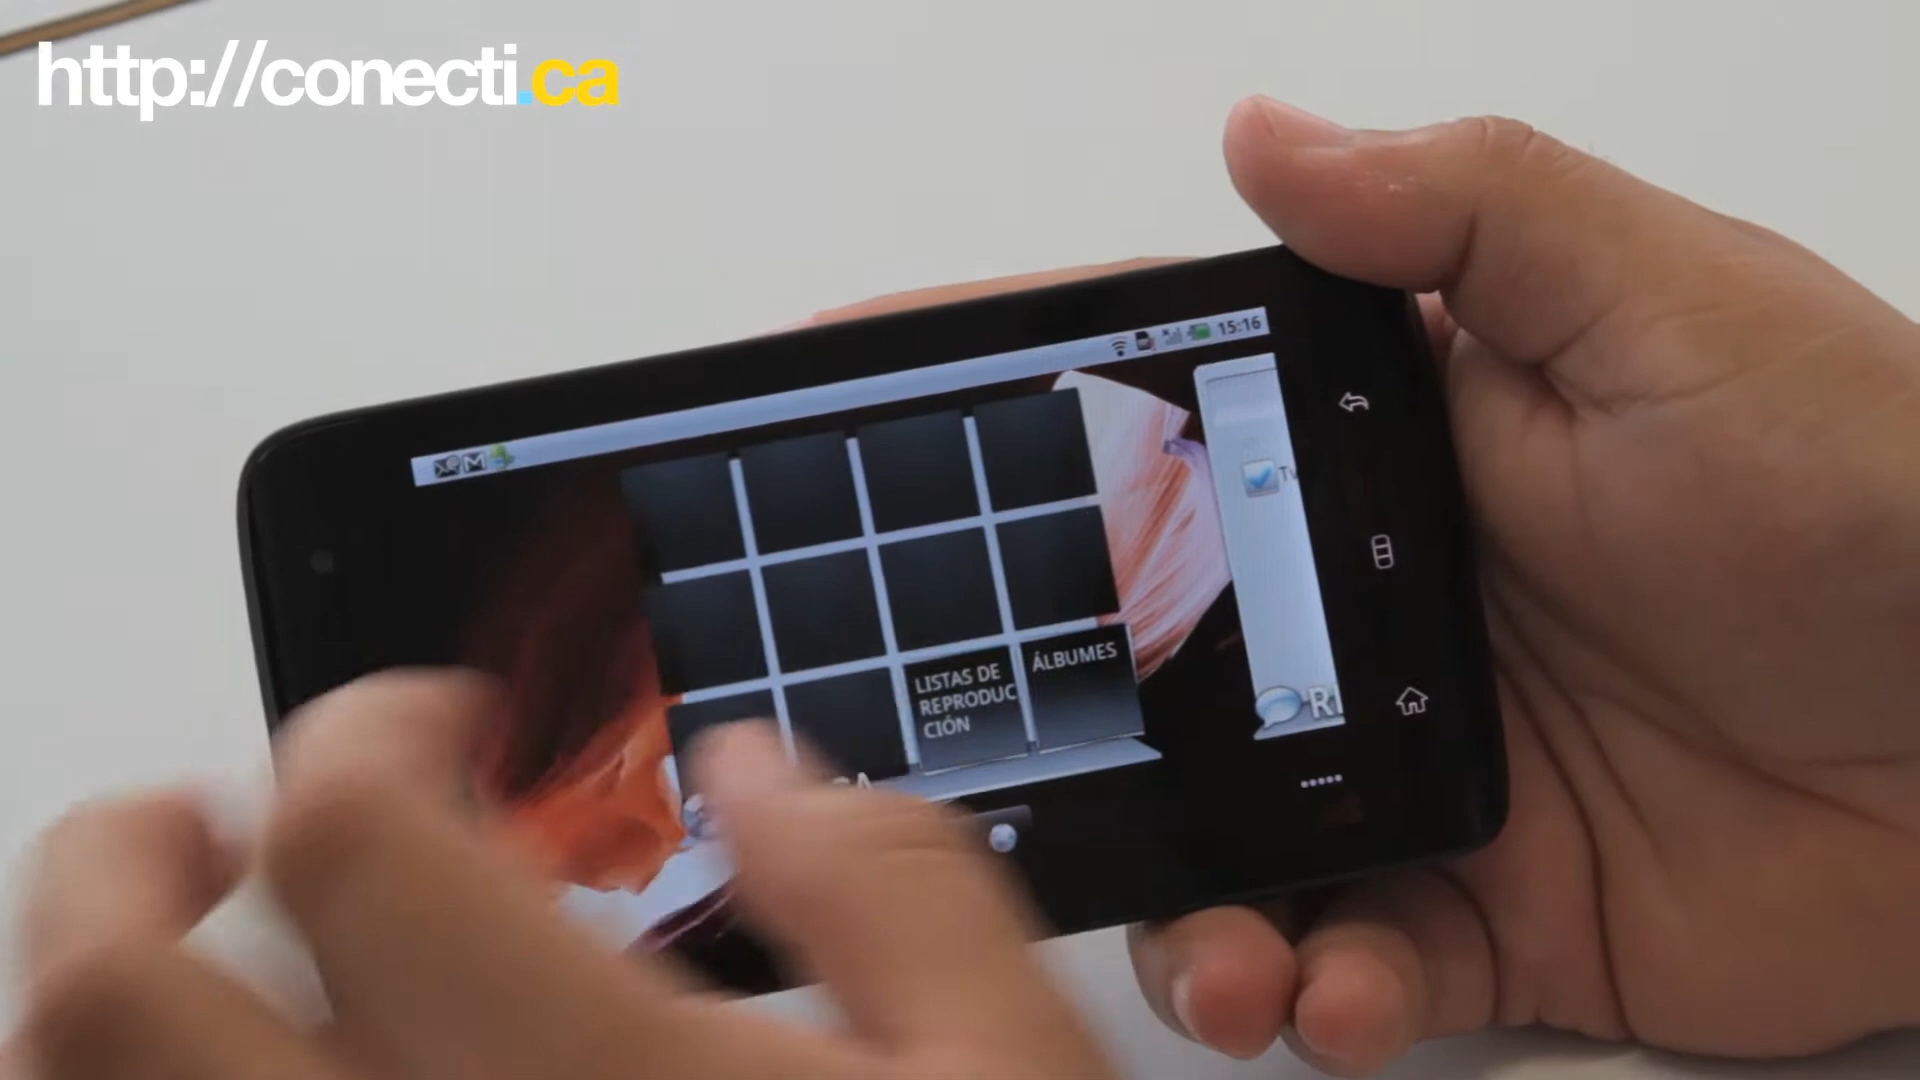 http://conecti.ca
15:16
LISTAS DE
REPRODUC
CIÓN
ÁLBUMES